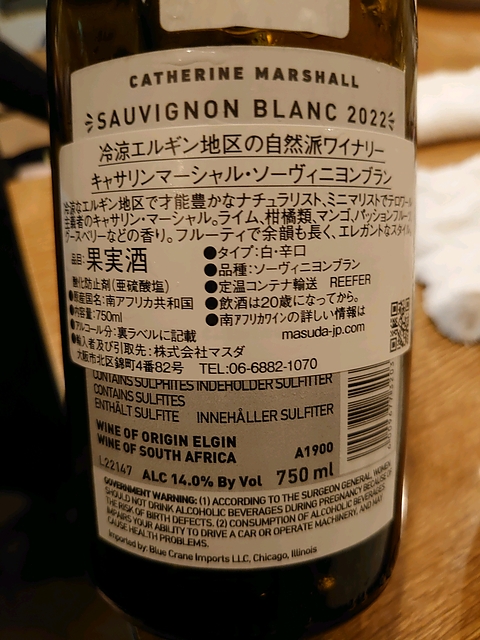 CATHERINE MARSHALL
SAUVIGNON BLANC 2022
冷涼エルギン地区の自然派ワイナリー
キャサリンマーシャル・ソーヴィニヨンブラン
冷涼なエルギン地区で才能豊かなナチュラリスト、ミニマリストでテロワール
主義者のキャサリン・マーシャル。ライム、柑橘類、マンゴ、パッションフルーツ
グースベリーなどの香り。フルーティで余韻も長く、エレガントなスタイル。
品目:果実酒
酸化防止剤(亜硫酸塩)
●原産国名:南アフリカ共和国
●内容量:750ml
●アルコール分:裏ラベルに記載
●輸入者及び引取先:株式会社マスダ
大阪市北区錦町4番82号 TEL:06-6882-1070
●タイプ:白・辛口
●品種:ソーヴィニヨンブラン
●定温コンテナ輸送 REEFER
●飲酒は20歳になってから。
●南アフリカワインの詳しい情報は
masuda-jp.com
CONTAINS SULPHITES INDEHOLDER SULFITTER
CONTAINS SULFITES
ENTHÄLT SULFITE INNEHÅLLER SULFITER
WINE OF ORIGIN ELGIN
WINE OF SOUTH AFRICA A1900
L22147 ALC 14.0% By Vol 750 ml
GOVERNMENT WARNING: (1) ACCORDING TO THE SURGEON GENERAL, WOMEN
SHOULD NOT DRINK ALCOHOLIC BEVERAGES DURING PREGNANCY BECAUSE OF
THE RISK OF BIRTH DEFECTS. (2) CONSUMPTION OF ALCOHOLIC BEVERAGES
IMPAIRS YOUR ABILITY TO DRIVE A CAR OR OPERATE MACHINERY, AND MAY
CAUSE HEALTH PROBLEMS.
Imported by: Blue Crane Imports LLC, Chicago, Illinois